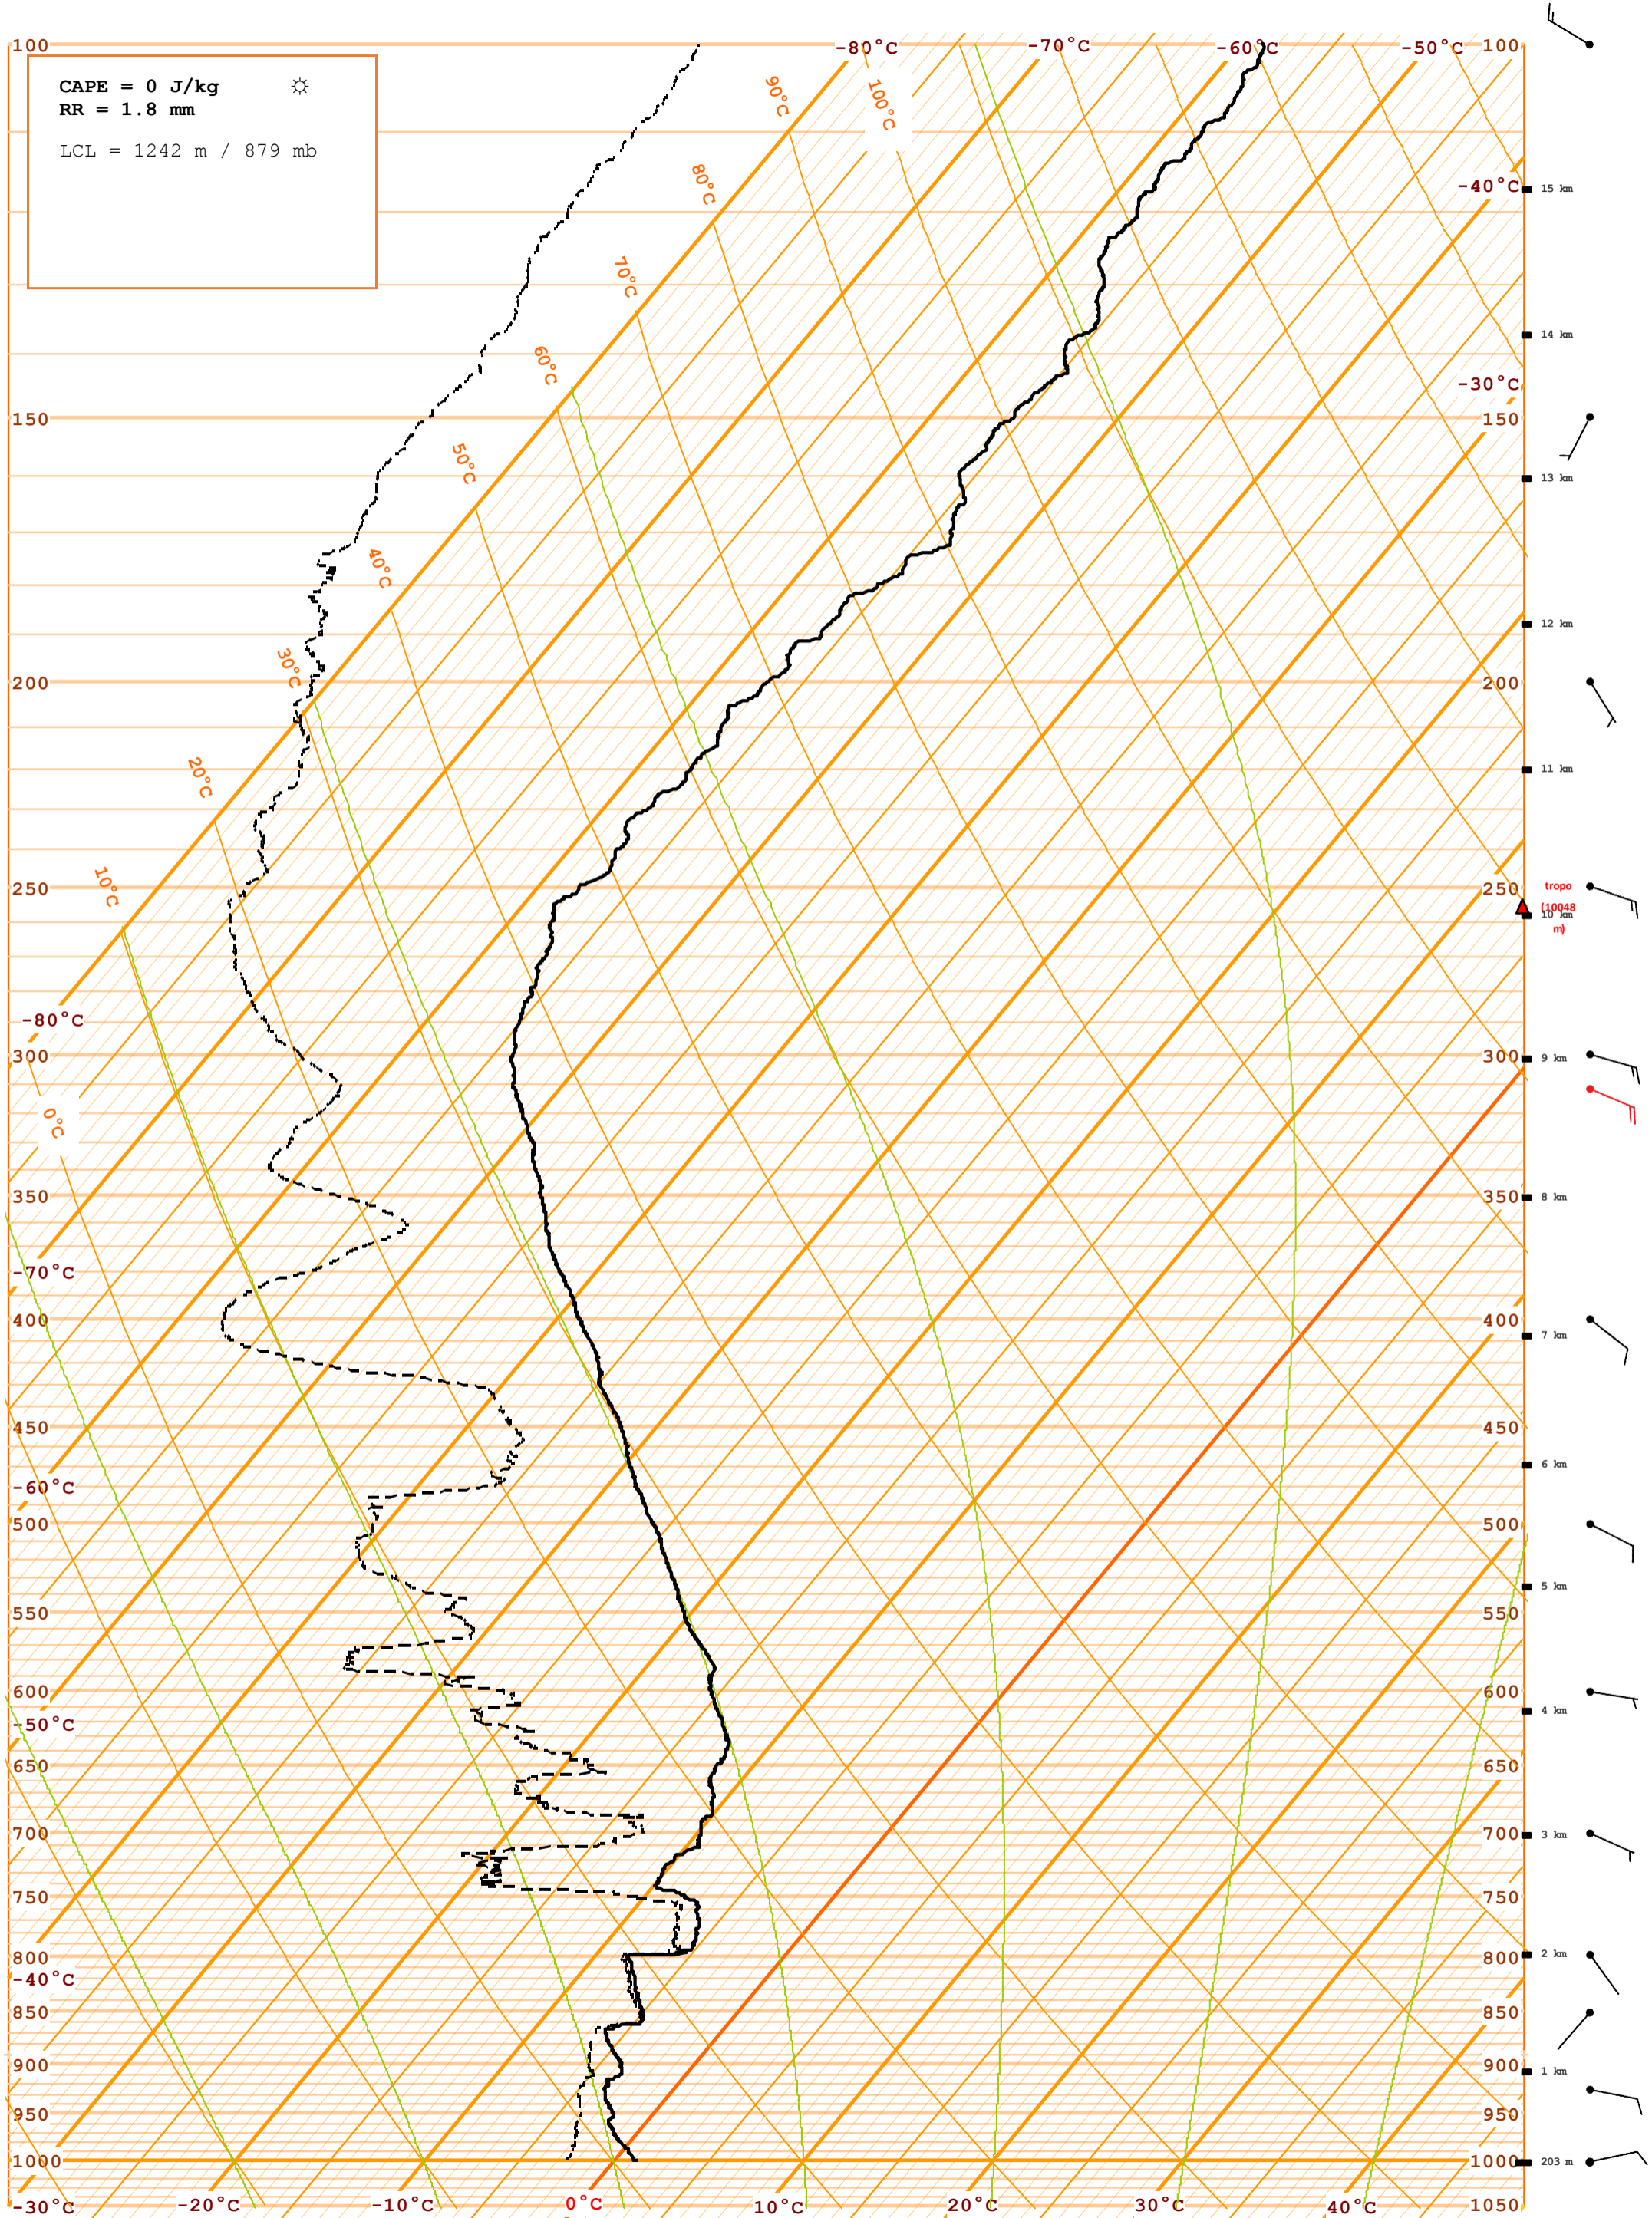 100
-80°C
-70°C
-60°C
-50°C
100
CAPE = 0 J/kg ☼
RR = 1.8 mm
LCL = 1242 m / 879 mb
90°C
100°C
80°C
-40°C
15 km
70°C
14 km
60°C
-30°C
150
150
50°C
13 km
40°C
12 km
30°C
200
200
20°C
11 km
10°C
250
250
tropo
(10048
m)
10 km
-80°C
300
300
9 km
0°C
350
350
8 km
-70°C
400
400
7 km
450
450
6 km
-60°C
500
500
5 km
550
550
600
600
4 km
-50°C
650
650
700
700
3 km
750
750
800
800
2 km
-40°C
850
850
900
900
1 km
950
950
1000
1000
203 m
-30°C
-20°C
-10°C
0°C
10°C
20°C
30°C
40°C
1050